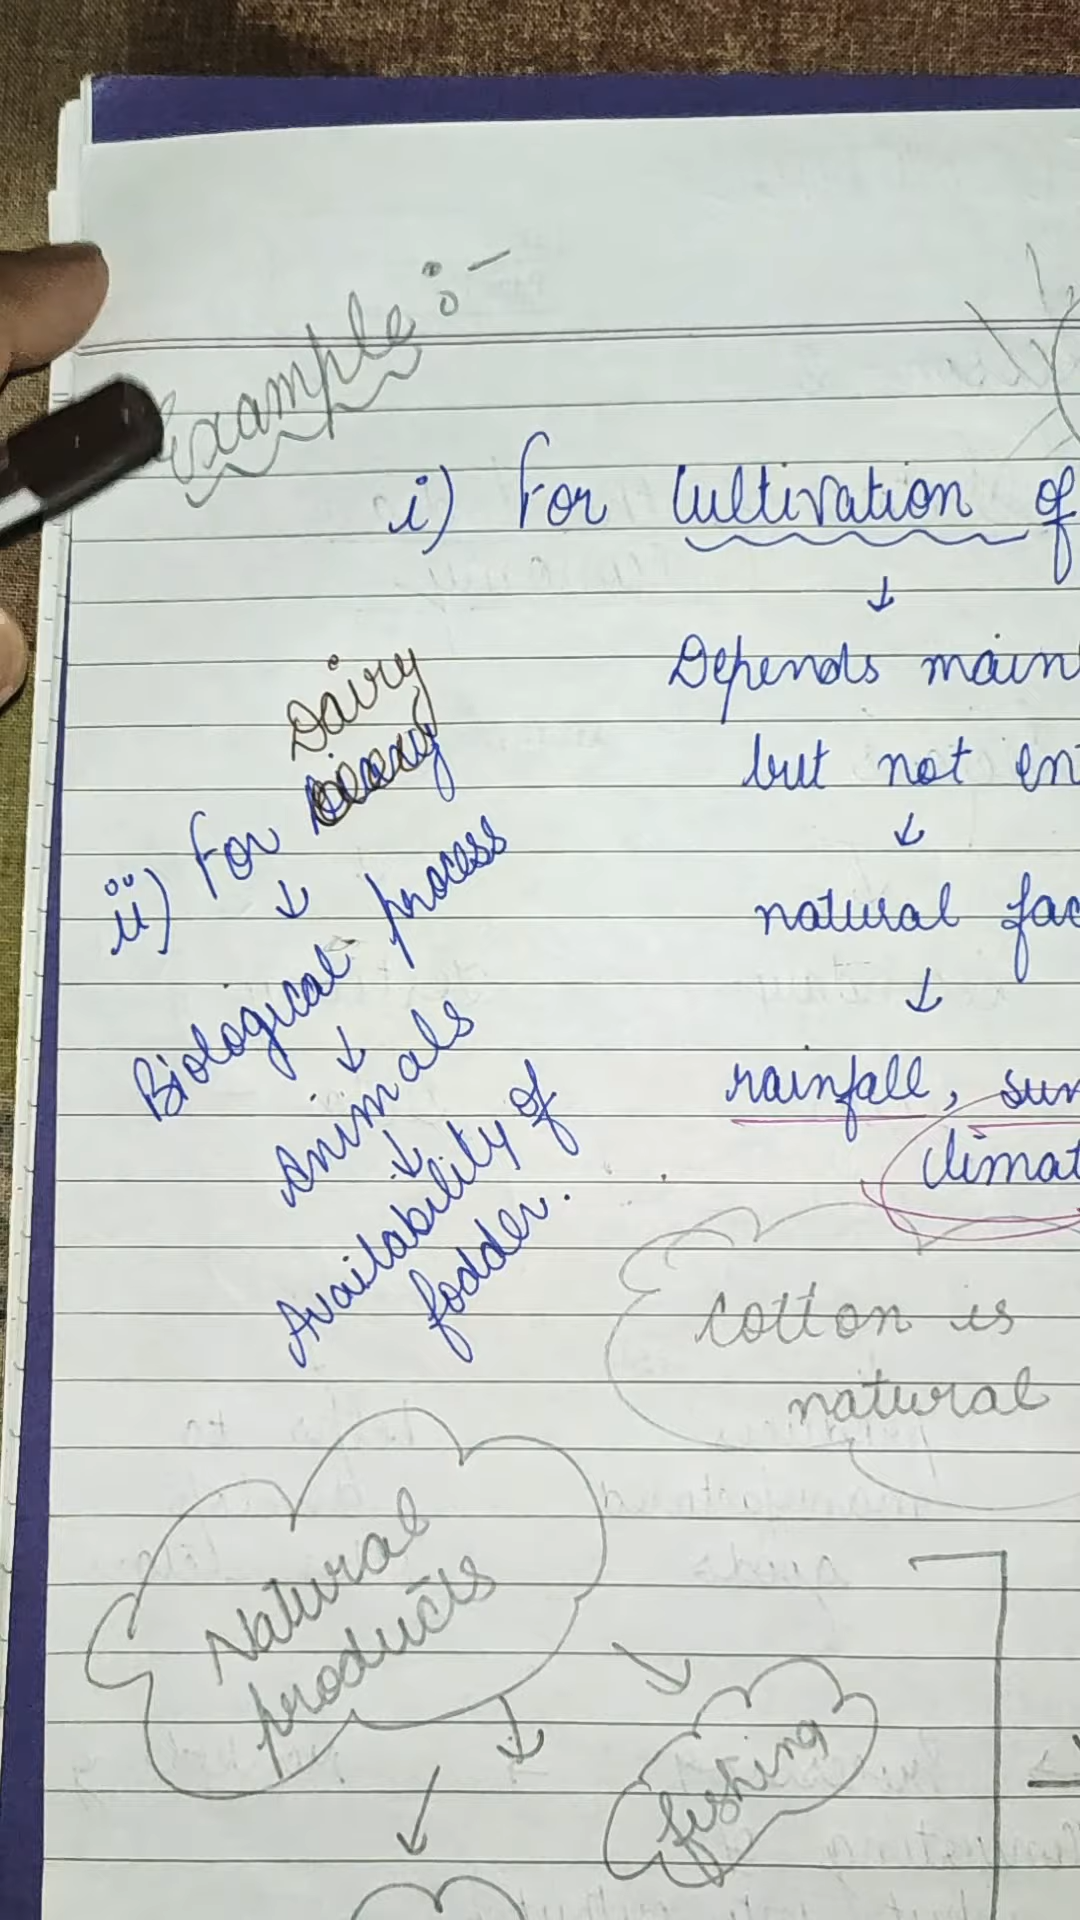 Example :-
i) For Cultivation of
Depends main
but not en
natural fac
rainfall, sun
climat
ii) For Dairy
Biological process
Animals
Availability of
fodder.
cotton is
natural
Natural
products
fishing